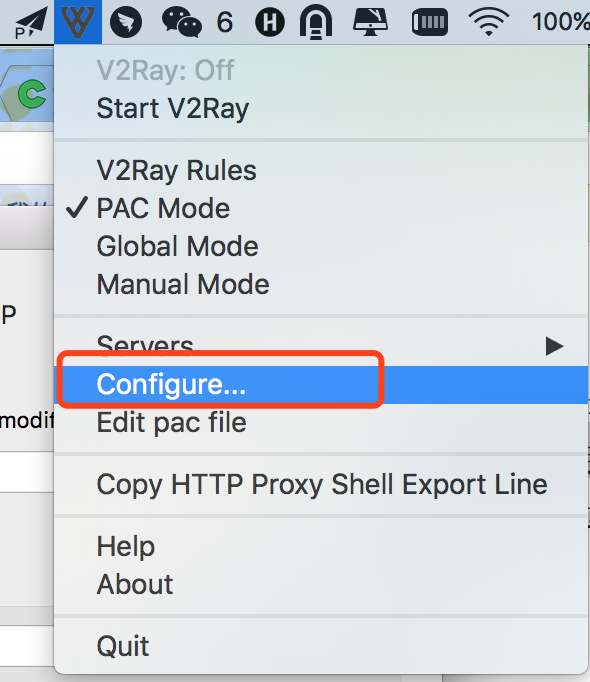 P
6
H
100%
C
V2Ray: Off
Start V2Ray
V2Ray Rules
✓ PAC Mode
Global Mode
Manual Mode
P
Servers
Configure...
modif
Edit pac file
Copy HTTP Proxy Shell Export Line
Help
About
Quit